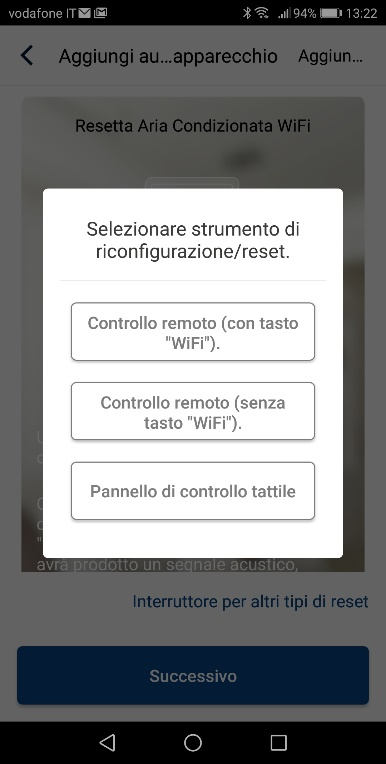 vodafone IT 94% 13:22
Aggiungi au...apparecchio Aggiun...
Resetta Aria Condizionata WiFi
Selezionare strumento di
riconfigurazione/reset.
Controllo remoto (con tasto
"WiFi").
Controllo remoto (senza
tasto "WiFi").
Pannello di controllo tattile
avrà prodotto un segnale acustico,
Interruttore per altri tipi di reset
Successivo